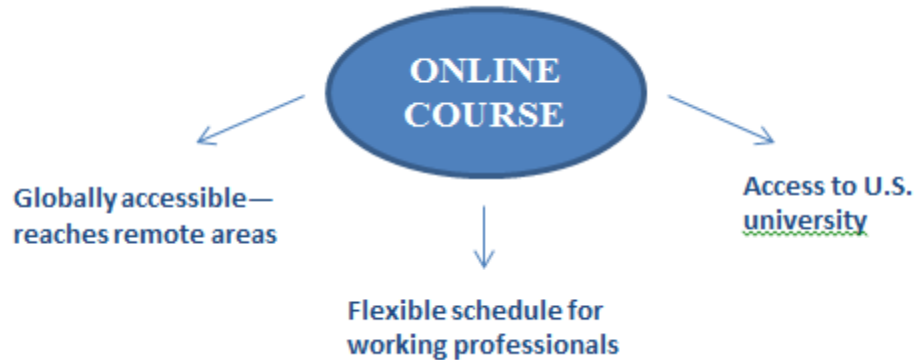 ONLINE
COURSE
Globally accessible—
reaches remote areas
Flexible schedule for
working professionals
Access to U.S.
university